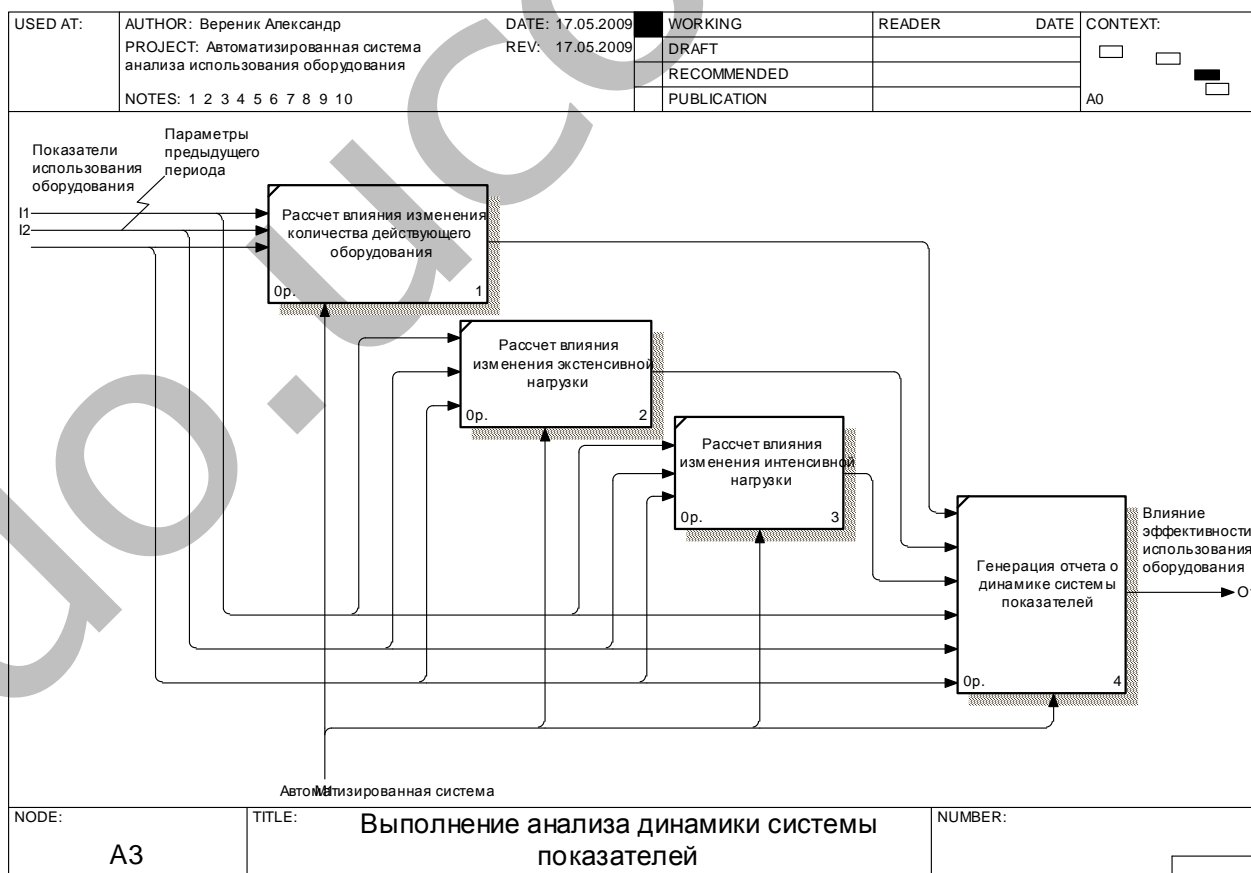 USED AT:
AUTHOR: Вереник Александр
DATE: 17.05.2009
PROJECT: Автоматизированная система
REV: 17.05.2009
анализа использования оборудования
NOTES: 1 2 3 4 5 6 7 8 9 10
WORKING
DRAFT
RECOMMENDED
PUBLICATION
READER
DATE
CONTEXT:
A0
Показатели
использования
оборудования
Параметры
предыдущего
периода
I1
I2
Рассчет влияния изменения
количества действующего
оборудования
0р.
1
Рассчет влияния
изменения экстенсивной
нагрузки
0р.
2
Рассчет влияния
изменения интенсивной
нагрузки
0р.
3
Генерация отчета о
динамике системы
показателей
0р.
4
Влияние
эффективности
использования
оборудования
Автоматизированная система
NODE:
A3
TITLE:
Выполнение анализа динамики системы
показателей
NUMBER:
uo.uco